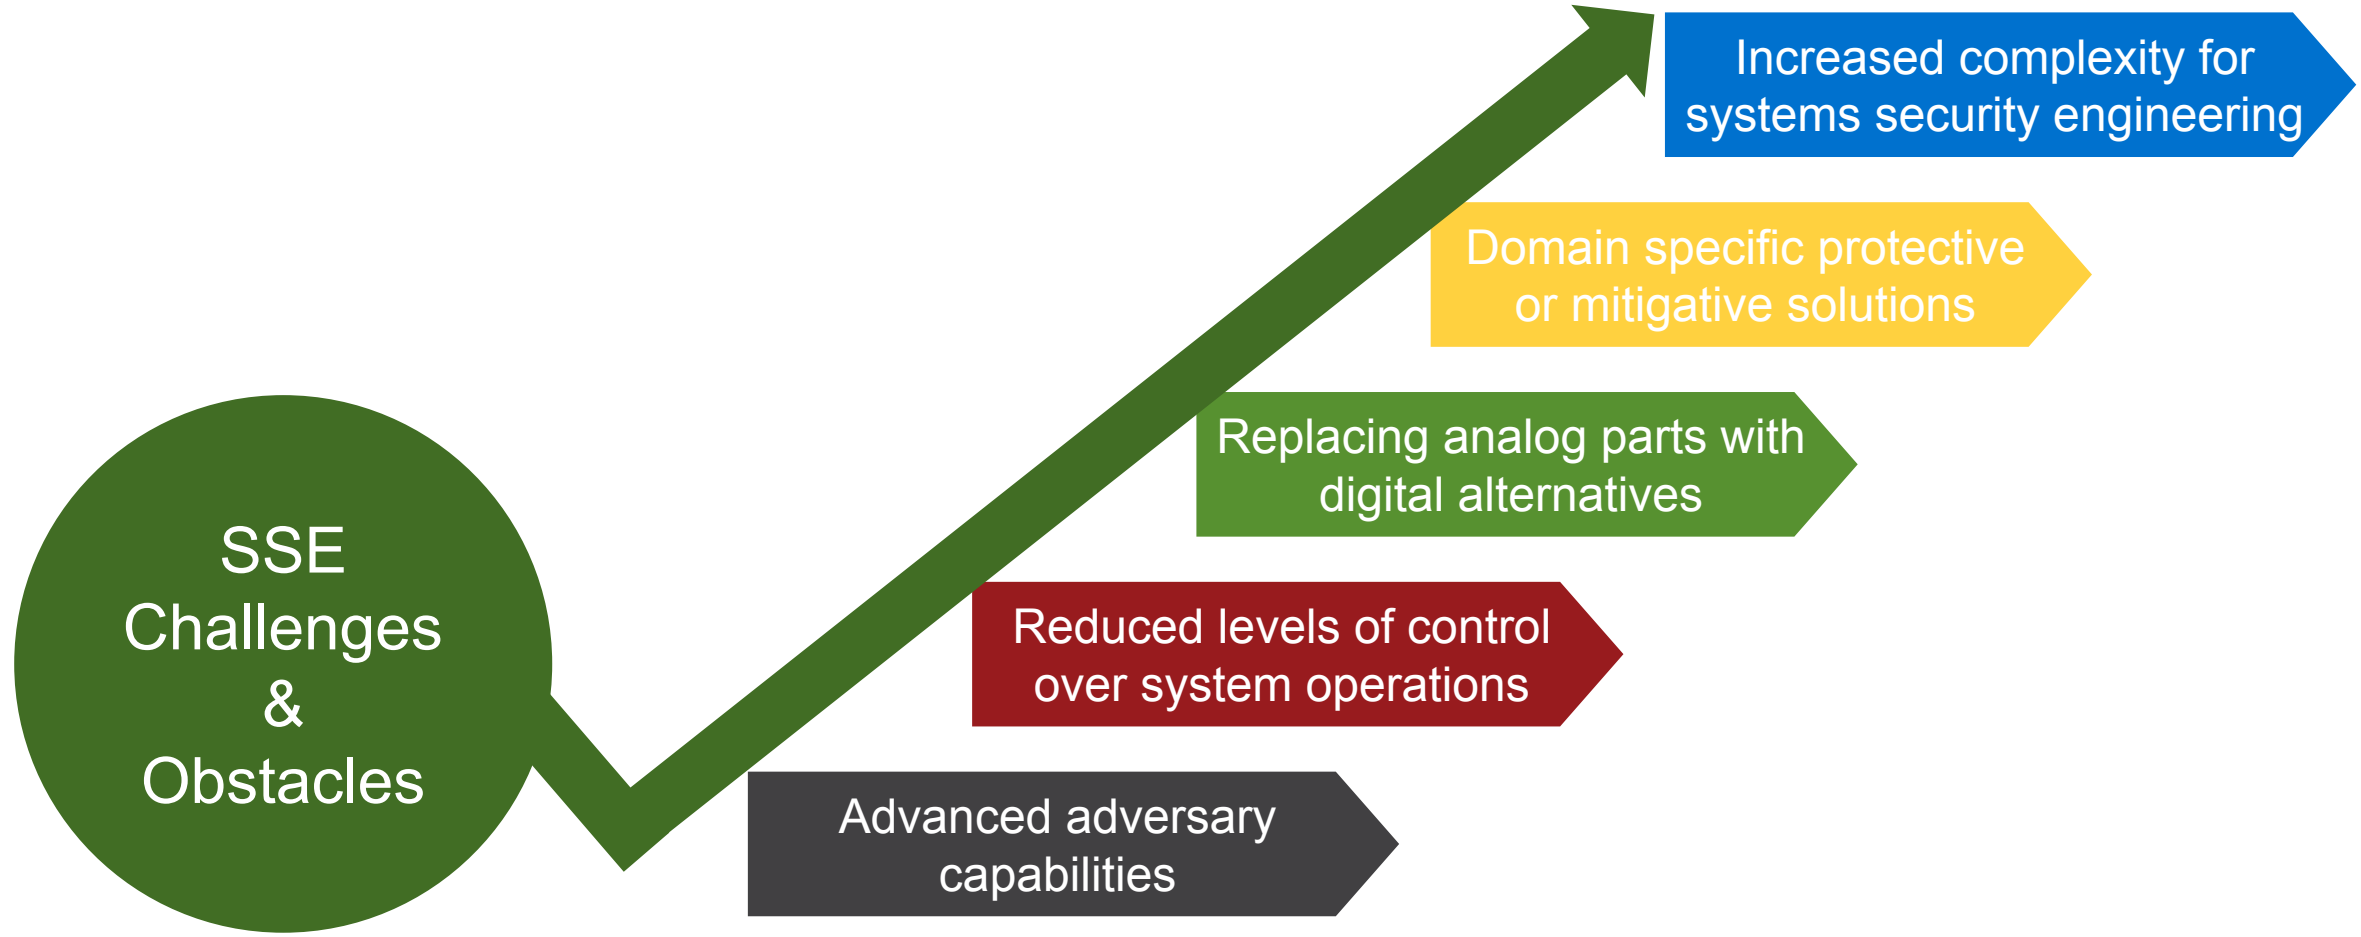 Increased complexity for
systems security engineering
Domain specific protective
or mitigative solutions
Replacing analog parts with
digital alternatives
SSE
Challenges
&
Obstacles
Reduced levels of control
over system operations
Advanced adversary
capabilities